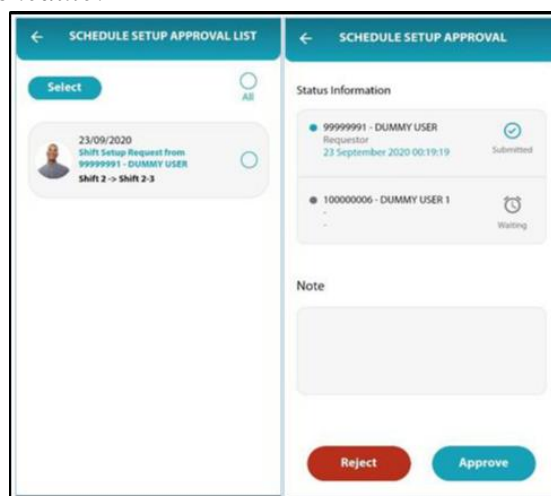 SCHEDULE SETUP APPROVAL LIST
Select
All
23/09/2020
Shift Setup Request from
99999991 - DUMMY USER
Shift 2 -> Shift 2-3
SCHEDULE SETUP APPROVAL
Status Information
99999991 - DUMMY USER
Requestor
23 September 2020 00:19:19
Submitted
100000006 - DUMMY USER 1
-
-
Waiting
Note
Reject
Approve